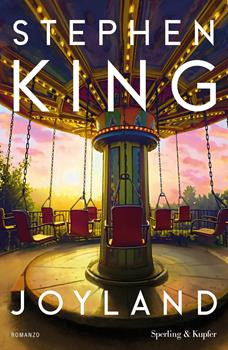 STEPHEN
KING
JOYLAND
ROMANZO
Sperling & Kupfer